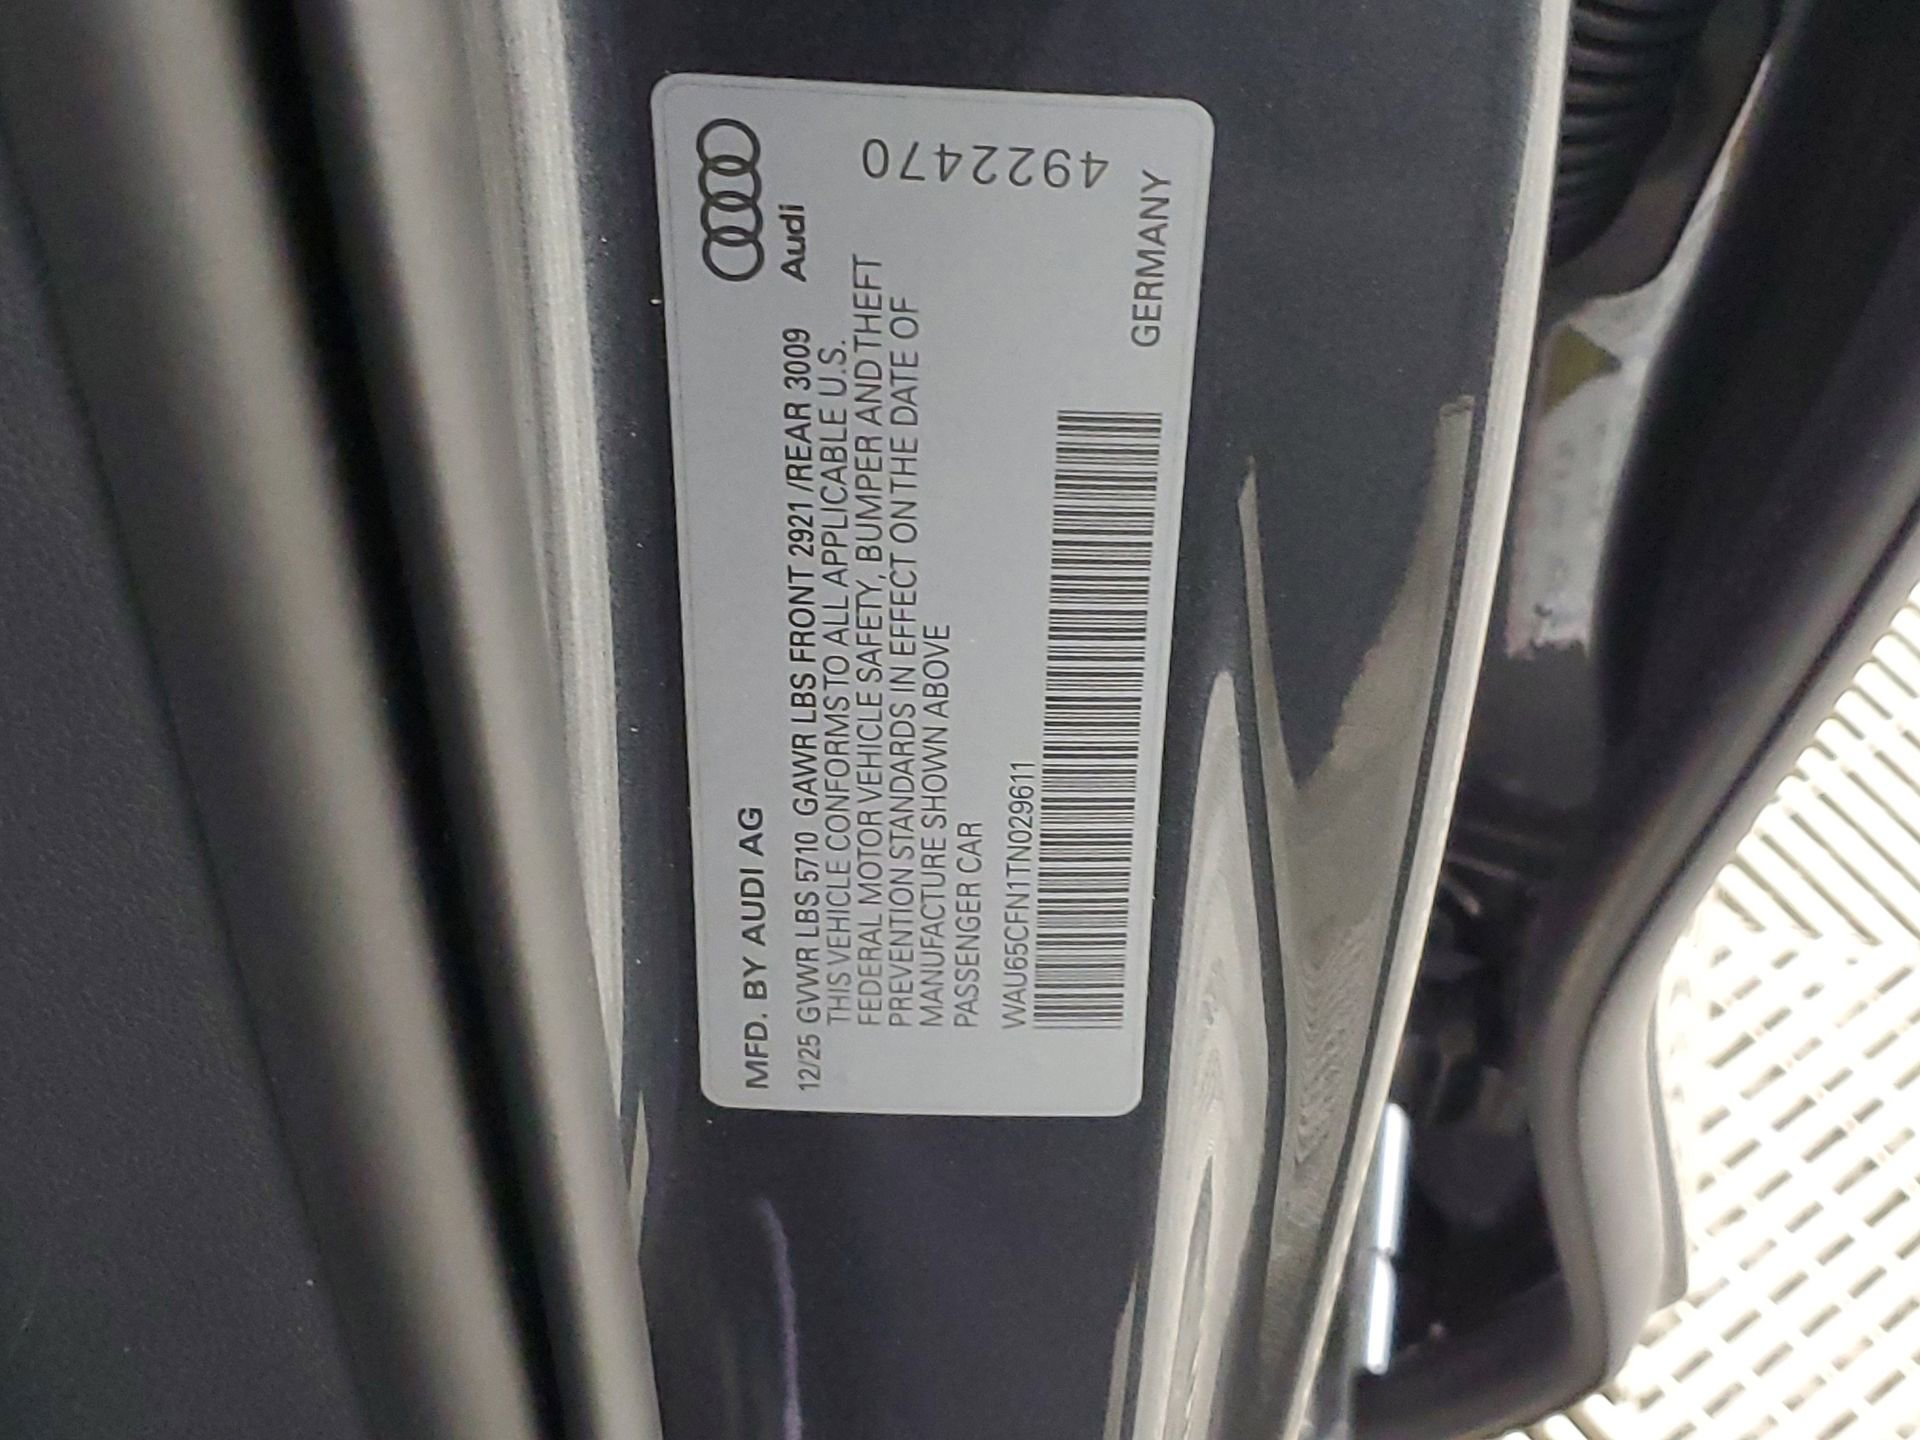 MFD. BY AUDI AG
Audi
12/25 GVWR LBS 5710 GAWR LBS FRONT 2921 /REAR 3009
THIS VEHICLE CONFORMS TO ALL APPLICABLE U.S.
FEDERAL MOTOR VEHICLE SAFETY, BUMPER AND THEFT
PREVENTION STANDARDS IN EFFECT ON THE DATE OF
MANUFACTURE SHOWN ABOVE
PASSENGER CAR
WAU65CFN1TN029611
GERMANY
4922470